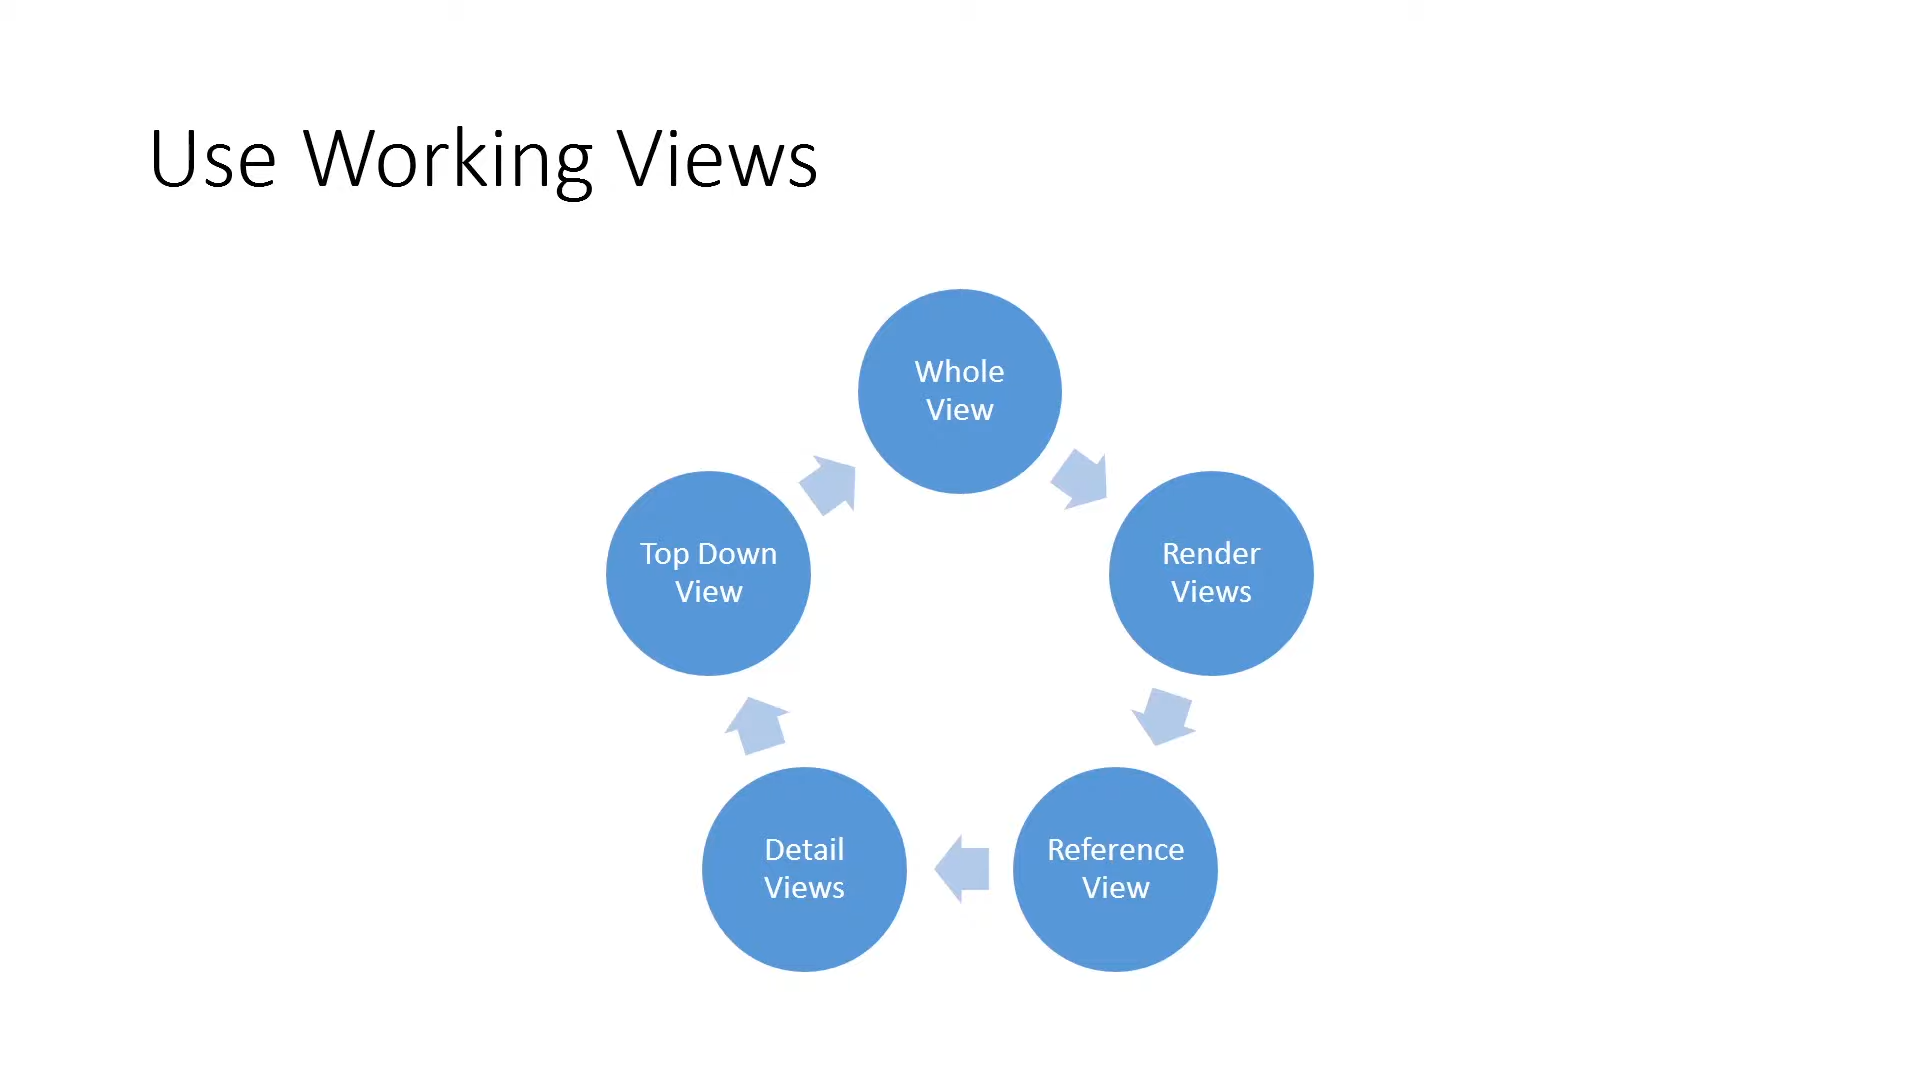 Use Working Views
Whole
View
Render
Views
Reference
View
Detail
Views
Top Down
View